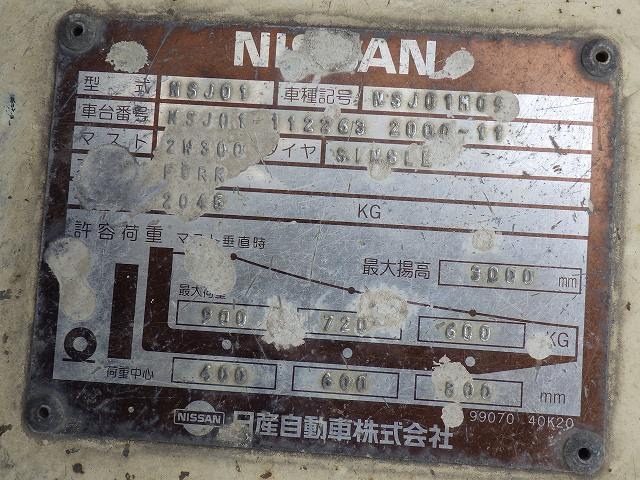 NISSAN
型式 NSJ01 車種記号 NSJ01M09
車台番号 NSJ01-112263 2000-11
マスト 2W300 タイヤ SINGLE
FORK
2045 KG
許容荷重 マスト垂直時
最大揚高 3000 mm
最大荷重
900 720 600 KG
荷重中心 400 600 800 mm
99070 40K20
NISSAN 日産自動車株式会社